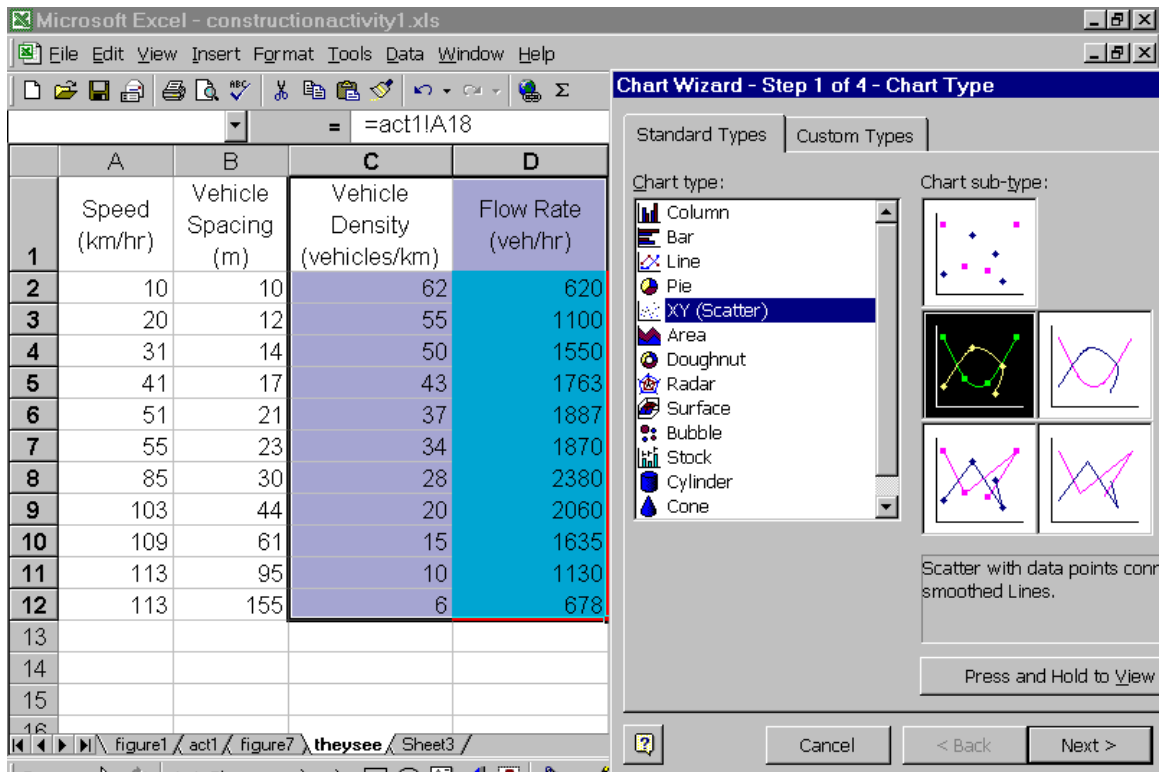 Microsoft Excel - constructionactivity1.xls
File Edit View Insert Format Tools Data Window Help
ABC Σ
= =act1!A18
A B C D
1 Speed (km/hr) Vehicle Spacing (m) Vehicle Density (vehicles/km) Flow Rate (veh/hr)
2 10 10 62 620
3 20 12 55 1100
4 31 14 50 1550
5 41 17 43 1763
6 51 21 37 1887
7 55 23 34 1870
8 85 30 28 2380
9 103 44 20 2060
10 109 61 15 1635
11 113 95 10 1130
12 113 155 6 678
13
14
15
16
figure1 act1 figure7 theysee Sheet3
Chart Wizard - Step 1 of 4 - Chart Type
Standard Types Custom Types
Chart type:
Column
Bar
Line
Pie
XY (Scatter)
Area
Doughnut
Radar
Surface
Bubble
Stock
Cylinder
Cone
Chart sub-type:
Scatter with data points conn
smoothed Lines.
Press and Hold to View
Cancel < Back Next >